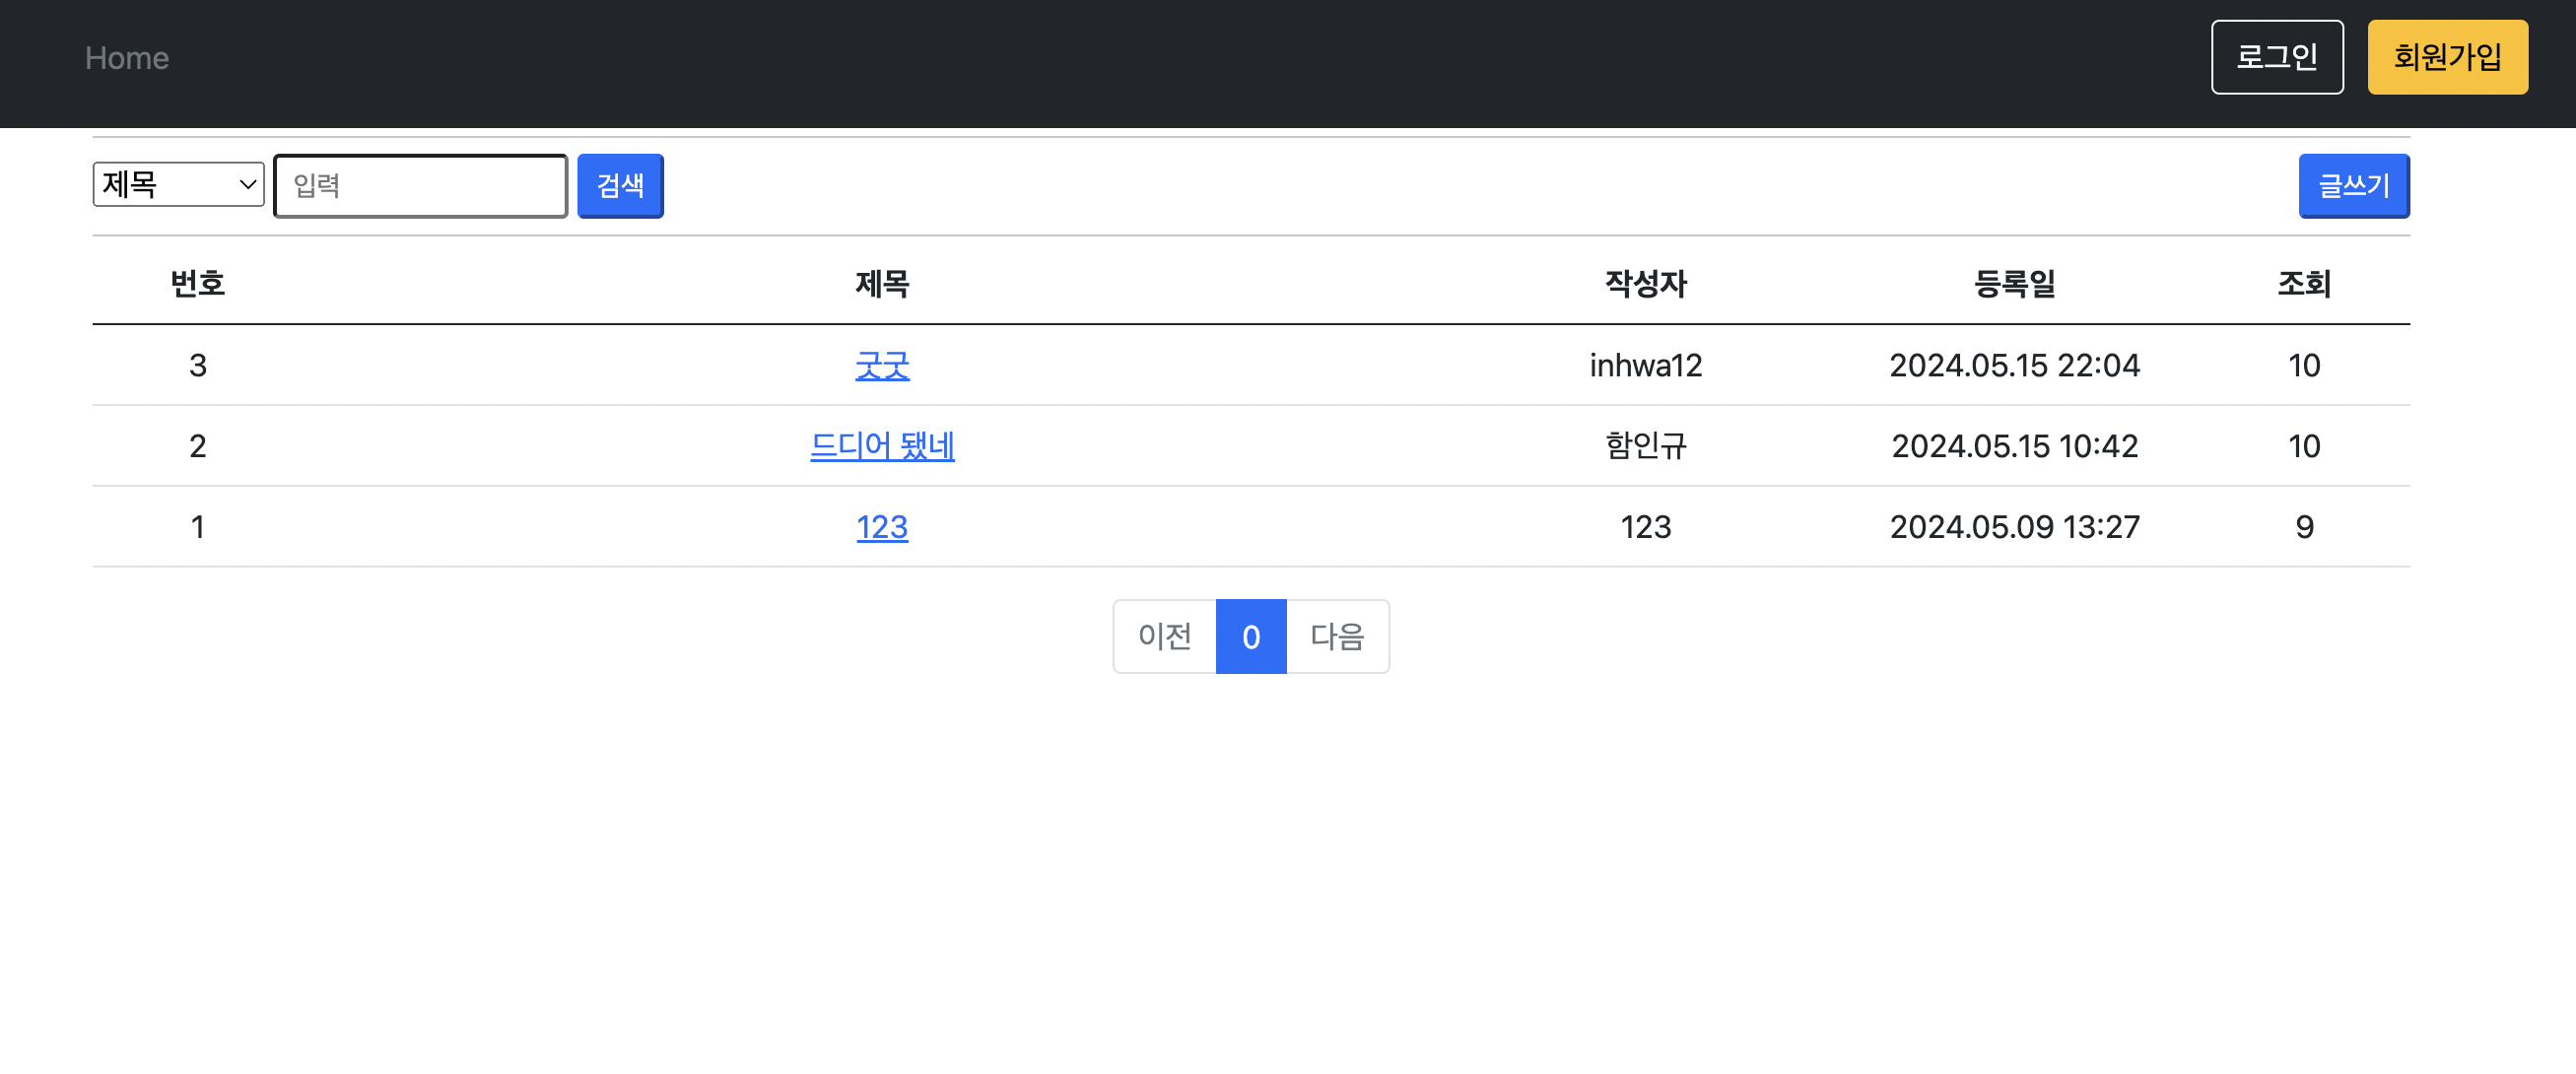 Home 로그인 회원가입
제목 입력 검색 글쓰기
번호 제목 작성자 등록일 조회
3 굿굿 inhwa12 2024.05.15 22:04 10
2 드디어 됐네 함인규 2024.05.15 10:42 10
1 123 123 2024.05.09 13:27 9
이전 0 다음